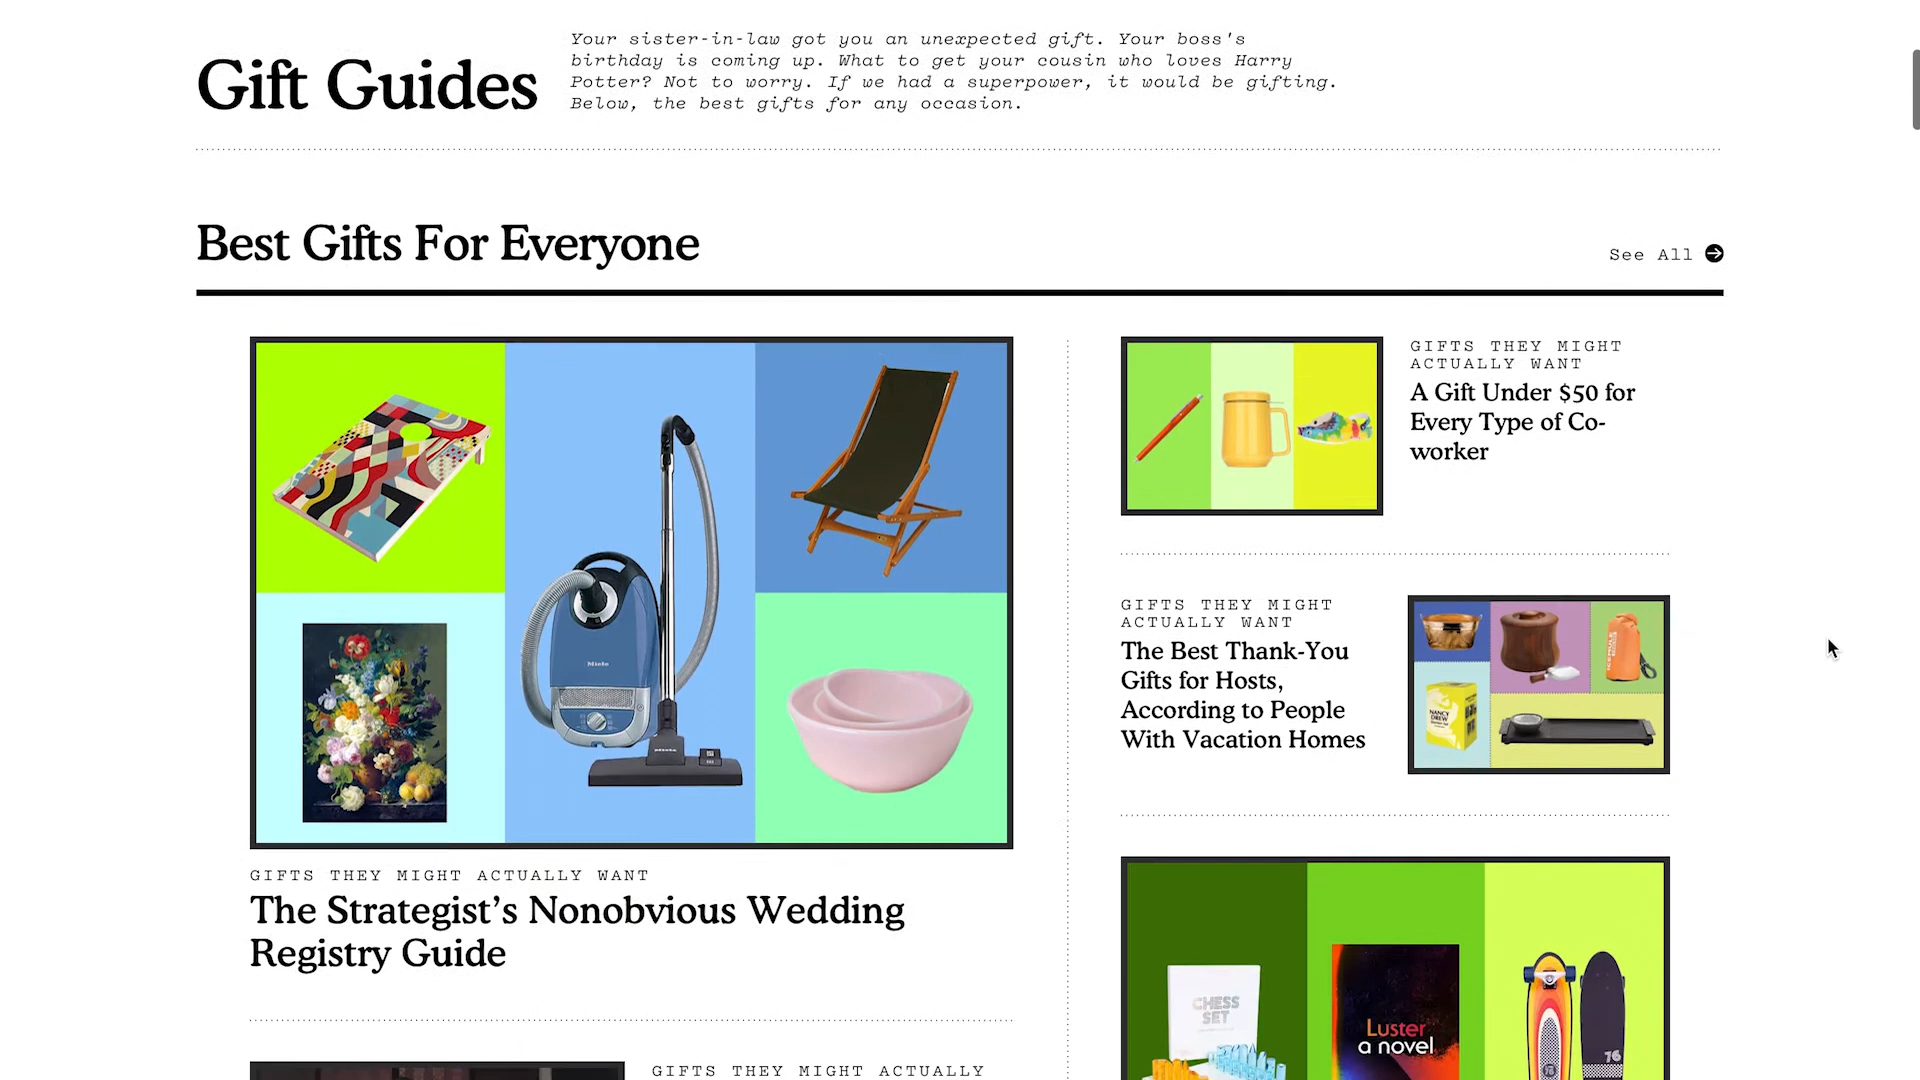 Gift Guides
Your sister-in-law got you an unexpected gift. Your boss's
birthday is coming up. What to get your cousin who loves Harry
Potter? Not to worry. If we had a superpower, it would be gifting.
Below, the best gifts for any occasion.
Best Gifts For Everyone
See All
Miele
GIFTS THEY MIGHT ACTUALLY WANT
The Strategist’s Nonobvious Wedding
Registry Guide
GIFTS THEY MIGHT ACTUALLY
GIFTS THEY MIGHT
ACTUALLY WANT
A Gift Under $50 for
Every Type of Co-
worker
GIFTS THEY MIGHT
ACTUALLY WANT
The Best Thank-You
Gifts for Hosts,
According to People
With Vacation Homes
NANCY
DREW
CHESS
SET
Luster
a novel
76